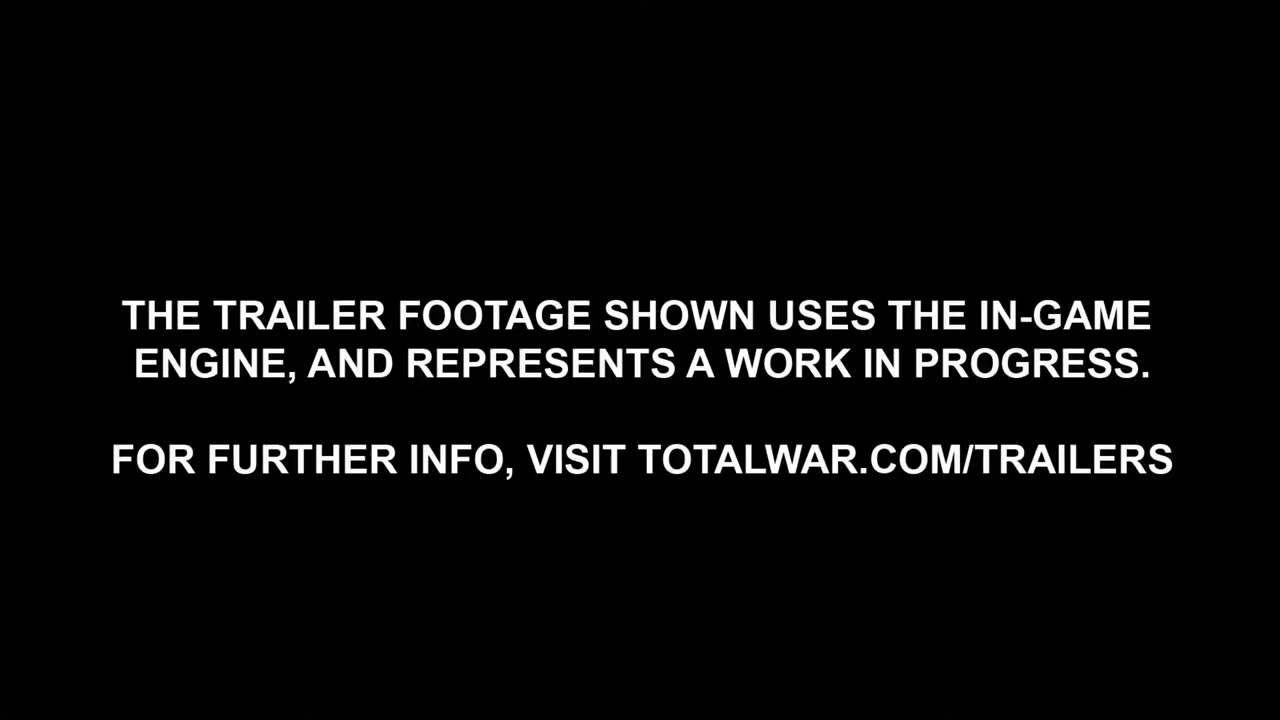 THE TRAILER FOOTAGE SHOWN USES THE IN-GAME
ENGINE, AND REPRESENTS A WORK IN PROGRESS.
FOR FURTHER INFO, VISIT TOTALWAR.COM/TRAILERS